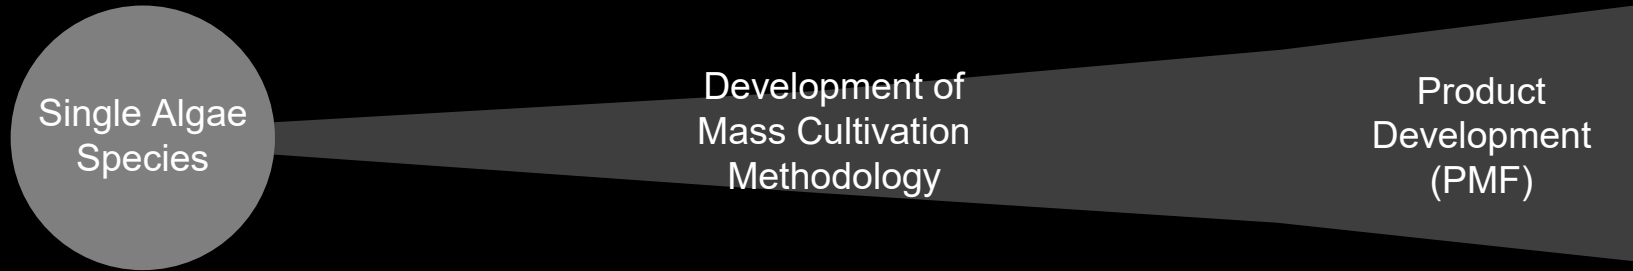 Single Algae
Species
Development of
Mass Cultivation
Methodology
Product
Development
(PMF)